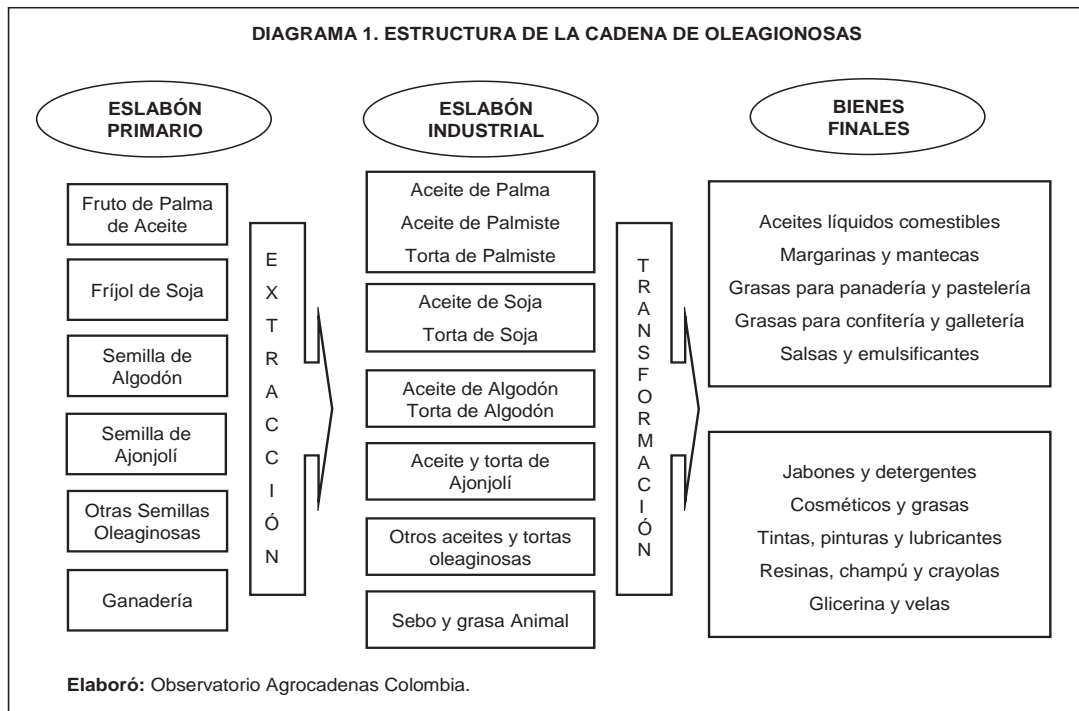 DIAGRAMA 1. ESTRUCTURA DE LA CADENA DE OLEAGIONOSAS
ESLABÓN
PRIMARIO
Fruto de Palma
de Aceite
Fríjol de Soja
Semilla de
Algodón
Semilla de
Ajonjolí
Otras Semillas
Oleaginosas
Ganadería
EXTRACCIÓN
ESLABÓN
INDUSTRIAL
Aceite de Palma
Aceite de Palmiste
Torta de Palmiste
Aceite de Soja
Torta de Soja
Aceite de Algodón
Torta de Algodón
Aceite y torta de
Ajonjolí
Otros aceites y tortas
oleaginosas
Sebo y grasa Animal
TRANSFORMACIÓN
BIENES
FINALES
Aceites líquidos comestibles
Margarinas y mantecas
Grasas para panadería y pastelería
Grasas para confitería y galletería
Salsas y emulsificantes
Jabones y detergentes
Cosméticos y grasas
Tintas, pinturas y lubricantes
Resinas, champú y crayolas
Glicerina y velas
Elaboró: Observatorio Agrocadenas Colombia.